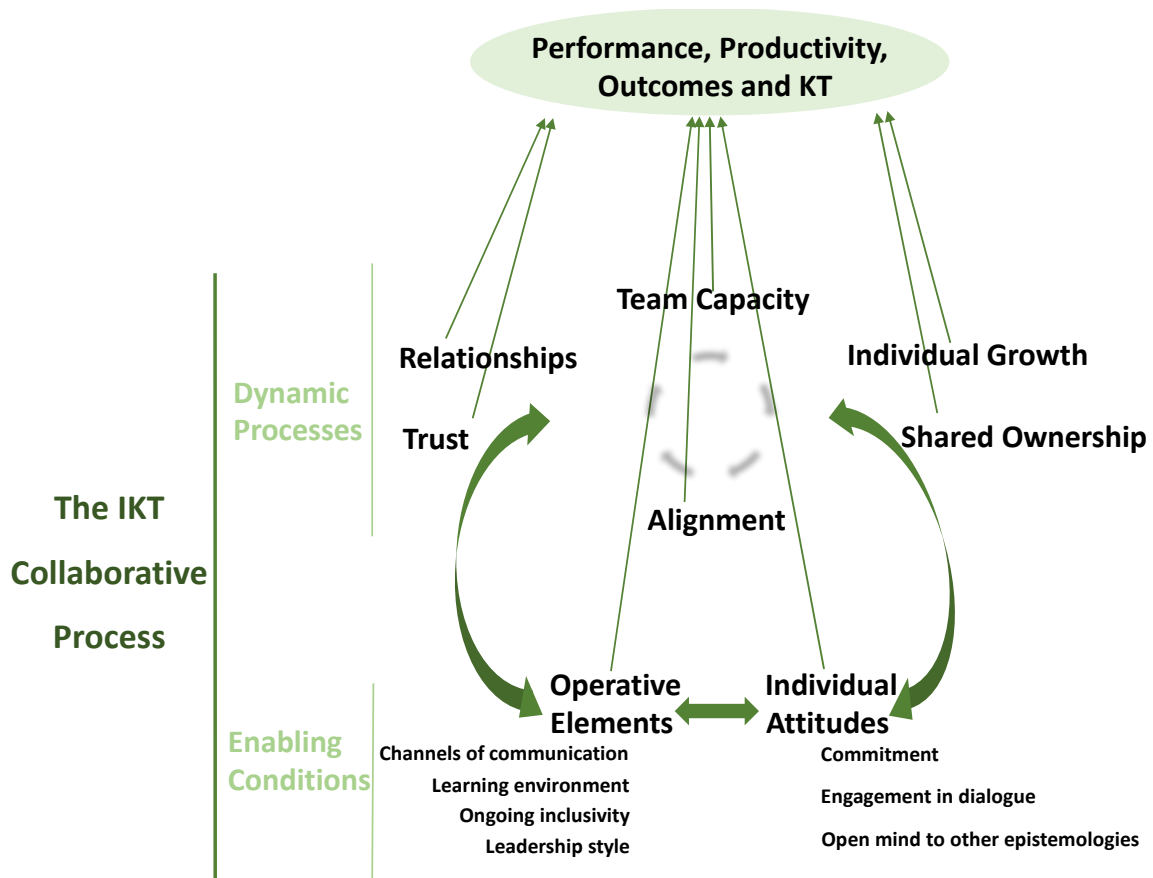 Performance, Productivity,
Outcomes and KT
Team Capacity
Relationships
Individual Growth
Dynamic
Processes
Trust
Shared Ownership
The IKT
Collaborative
Process
Alignment
Operative
Elements
Individual
Attitudes
Enabling
Conditions
Channels of communication
Learning environment
Ongoing inclusivity
Leadership style
Commitment
Engagement in dialogue
Open mind to other epistemologies